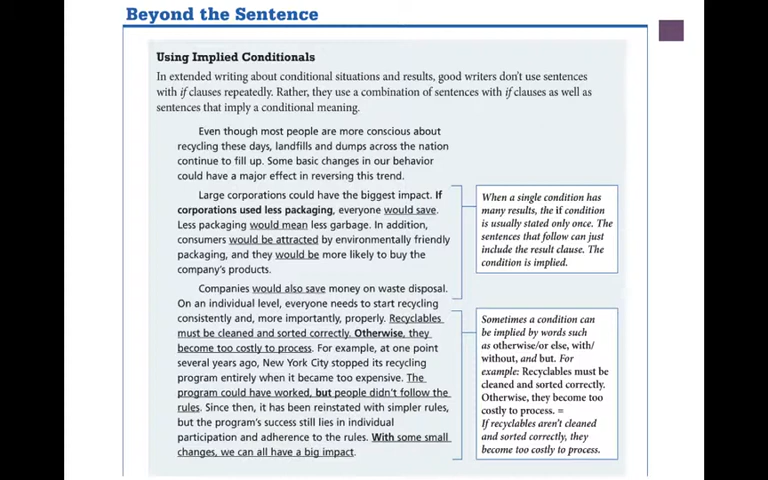 Beyond the Sentence
Using Implied Conditionals
In extended writing about conditional situations and results, good writers don't use sentences
with if clauses repeatedly. Rather, they use a combination of sentences with if clauses as well as
sentences that imply a conditional meaning.
Even though most people are more conscious about
recycling these days, landfills and dumps across the nation
continue to fill up. Some basic changes in our behavior
could have a major effect in reversing this trend.
Large corporations could have the biggest impact. If
corporations used less packaging, everyone would save.
Less packaging would mean less garbage. In addition,
consumers would be attracted by environmentally friendly
packaging, and they would be more likely to buy the
company's products.
Companies would also save money on waste disposal.
On an individual level, everyone needs to start recycling
consistently and, more importantly, properly. Recyclables
must be cleaned and sorted correctly. Otherwise, they
become too costly to process. For example, at one point
several years ago, New York City stopped its recycling
program entirely when it became too expensive. The
program could have worked, but people didn't follow the
rules. Since then, it has been reinstated with simpler rules,
but the program's success still lies in individual
participation and adherence to the rules. With some small
changes, we can all have a big impact.
When a single condition has
many results, the if condition
is usually stated only once. The
sentences that follow can just
include the result clause. The
condition is implied.
Sometimes a condition can
be implied by words such
as otherwise/or else, with/
without, and but. For
example: Recyclables must be
cleaned and sorted correctly.
Otherwise, they become too
costly to process. =
If recyclables aren't cleaned
and sorted correctly, they
become too costly to process.